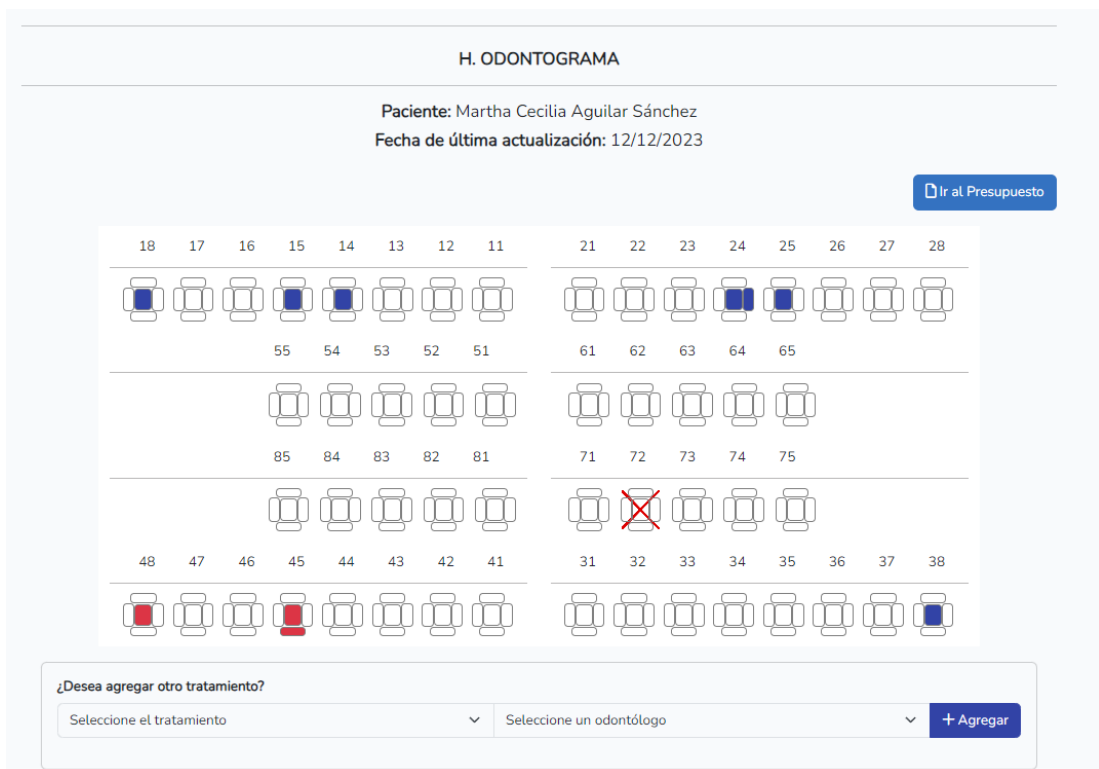 H. ODONTOGRAMA
Paciente: Martha Cecilia Aguilar Sánchez
Fecha de última actualización: 12/12/2023
Ir al Presupuesto
18 17 16 15 14 13 12 11 21 22 23 24 25 26 27 28
55 54 53 52 51 61 62 63 64 65
85 84 83 82 81 71 72 73 74 75
48 47 46 45 44 43 42 41 31 32 33 34 35 36 37 38
¿Desea agregar otro tratamiento?
Seleccione el tratamiento Seleccione un odontólogo + Agregar